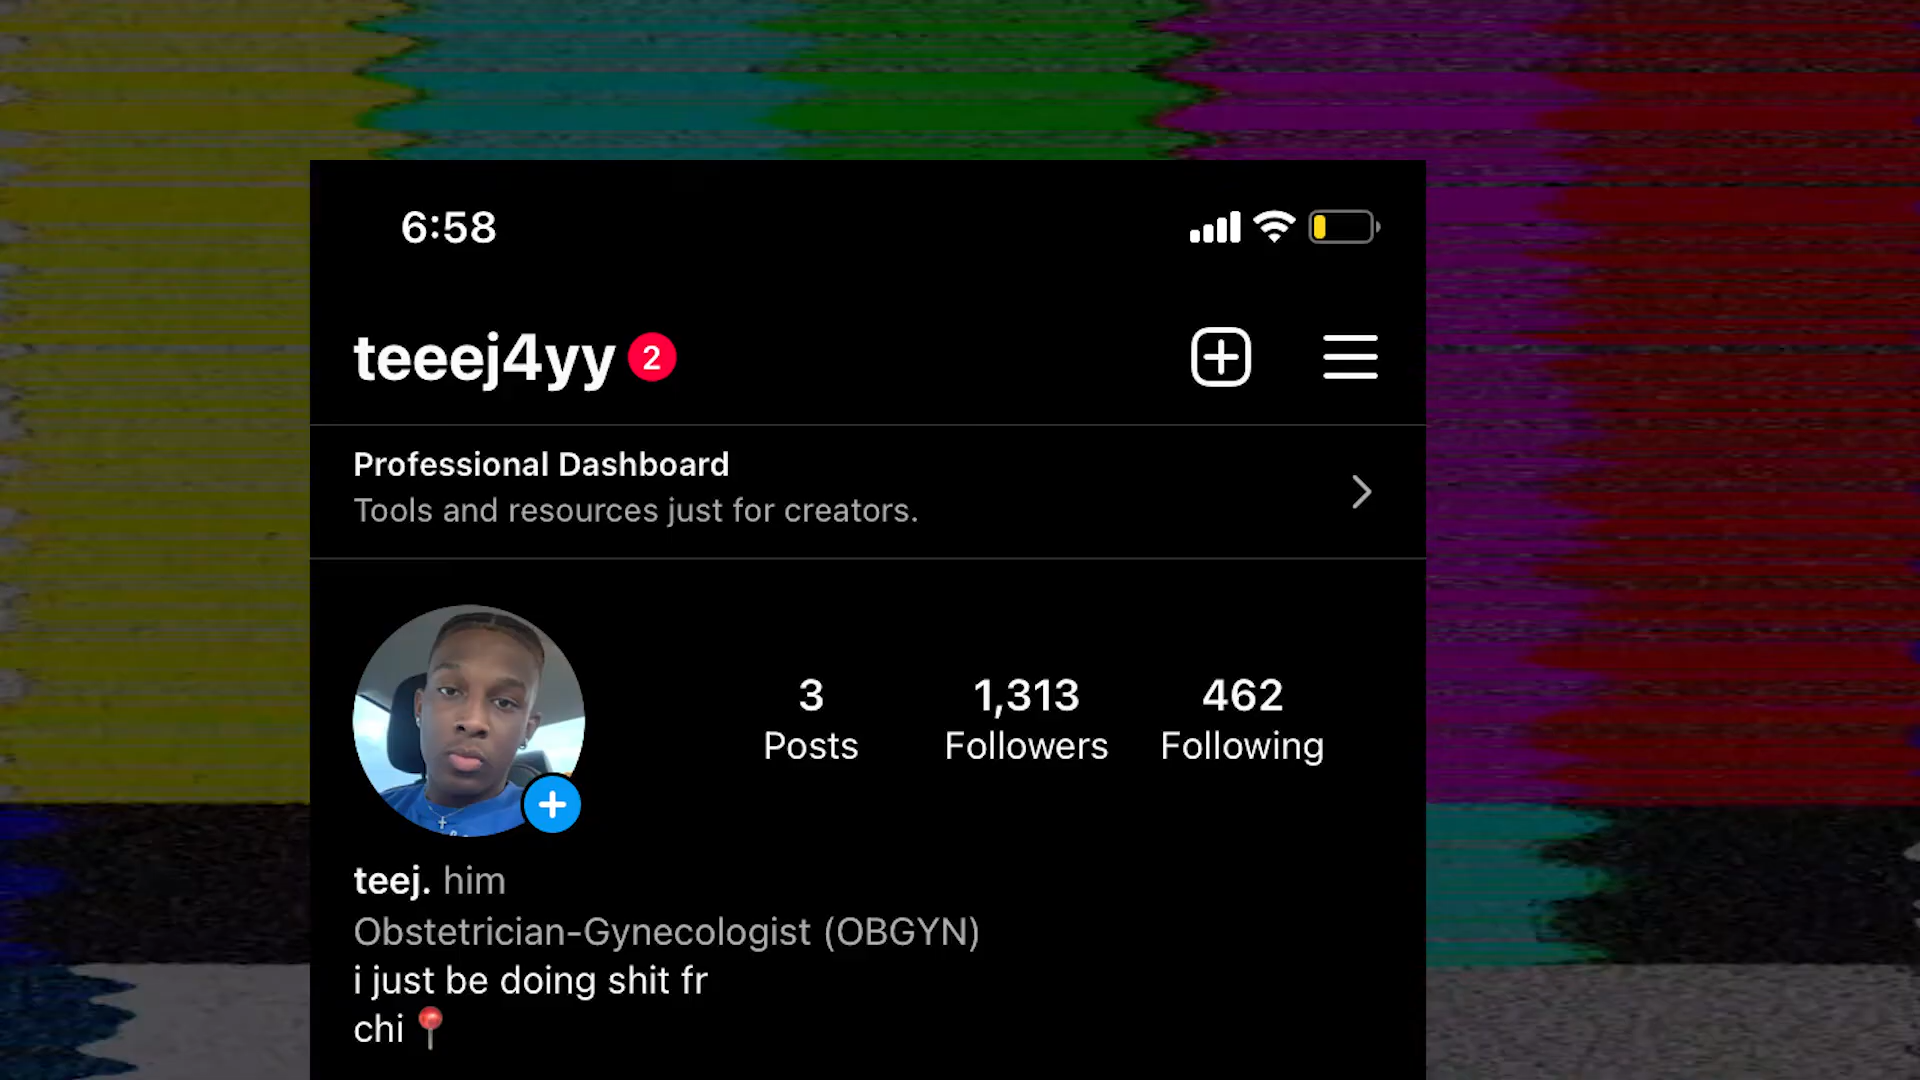 6:58
teeej4yy 2
Professional Dashboard
Tools and resources just for creators.
3 1,313 462
Posts Followers Following
teej. him
Obstetrician-Gynecologist (OBGYN)
i just be doing shit fr
chi📍